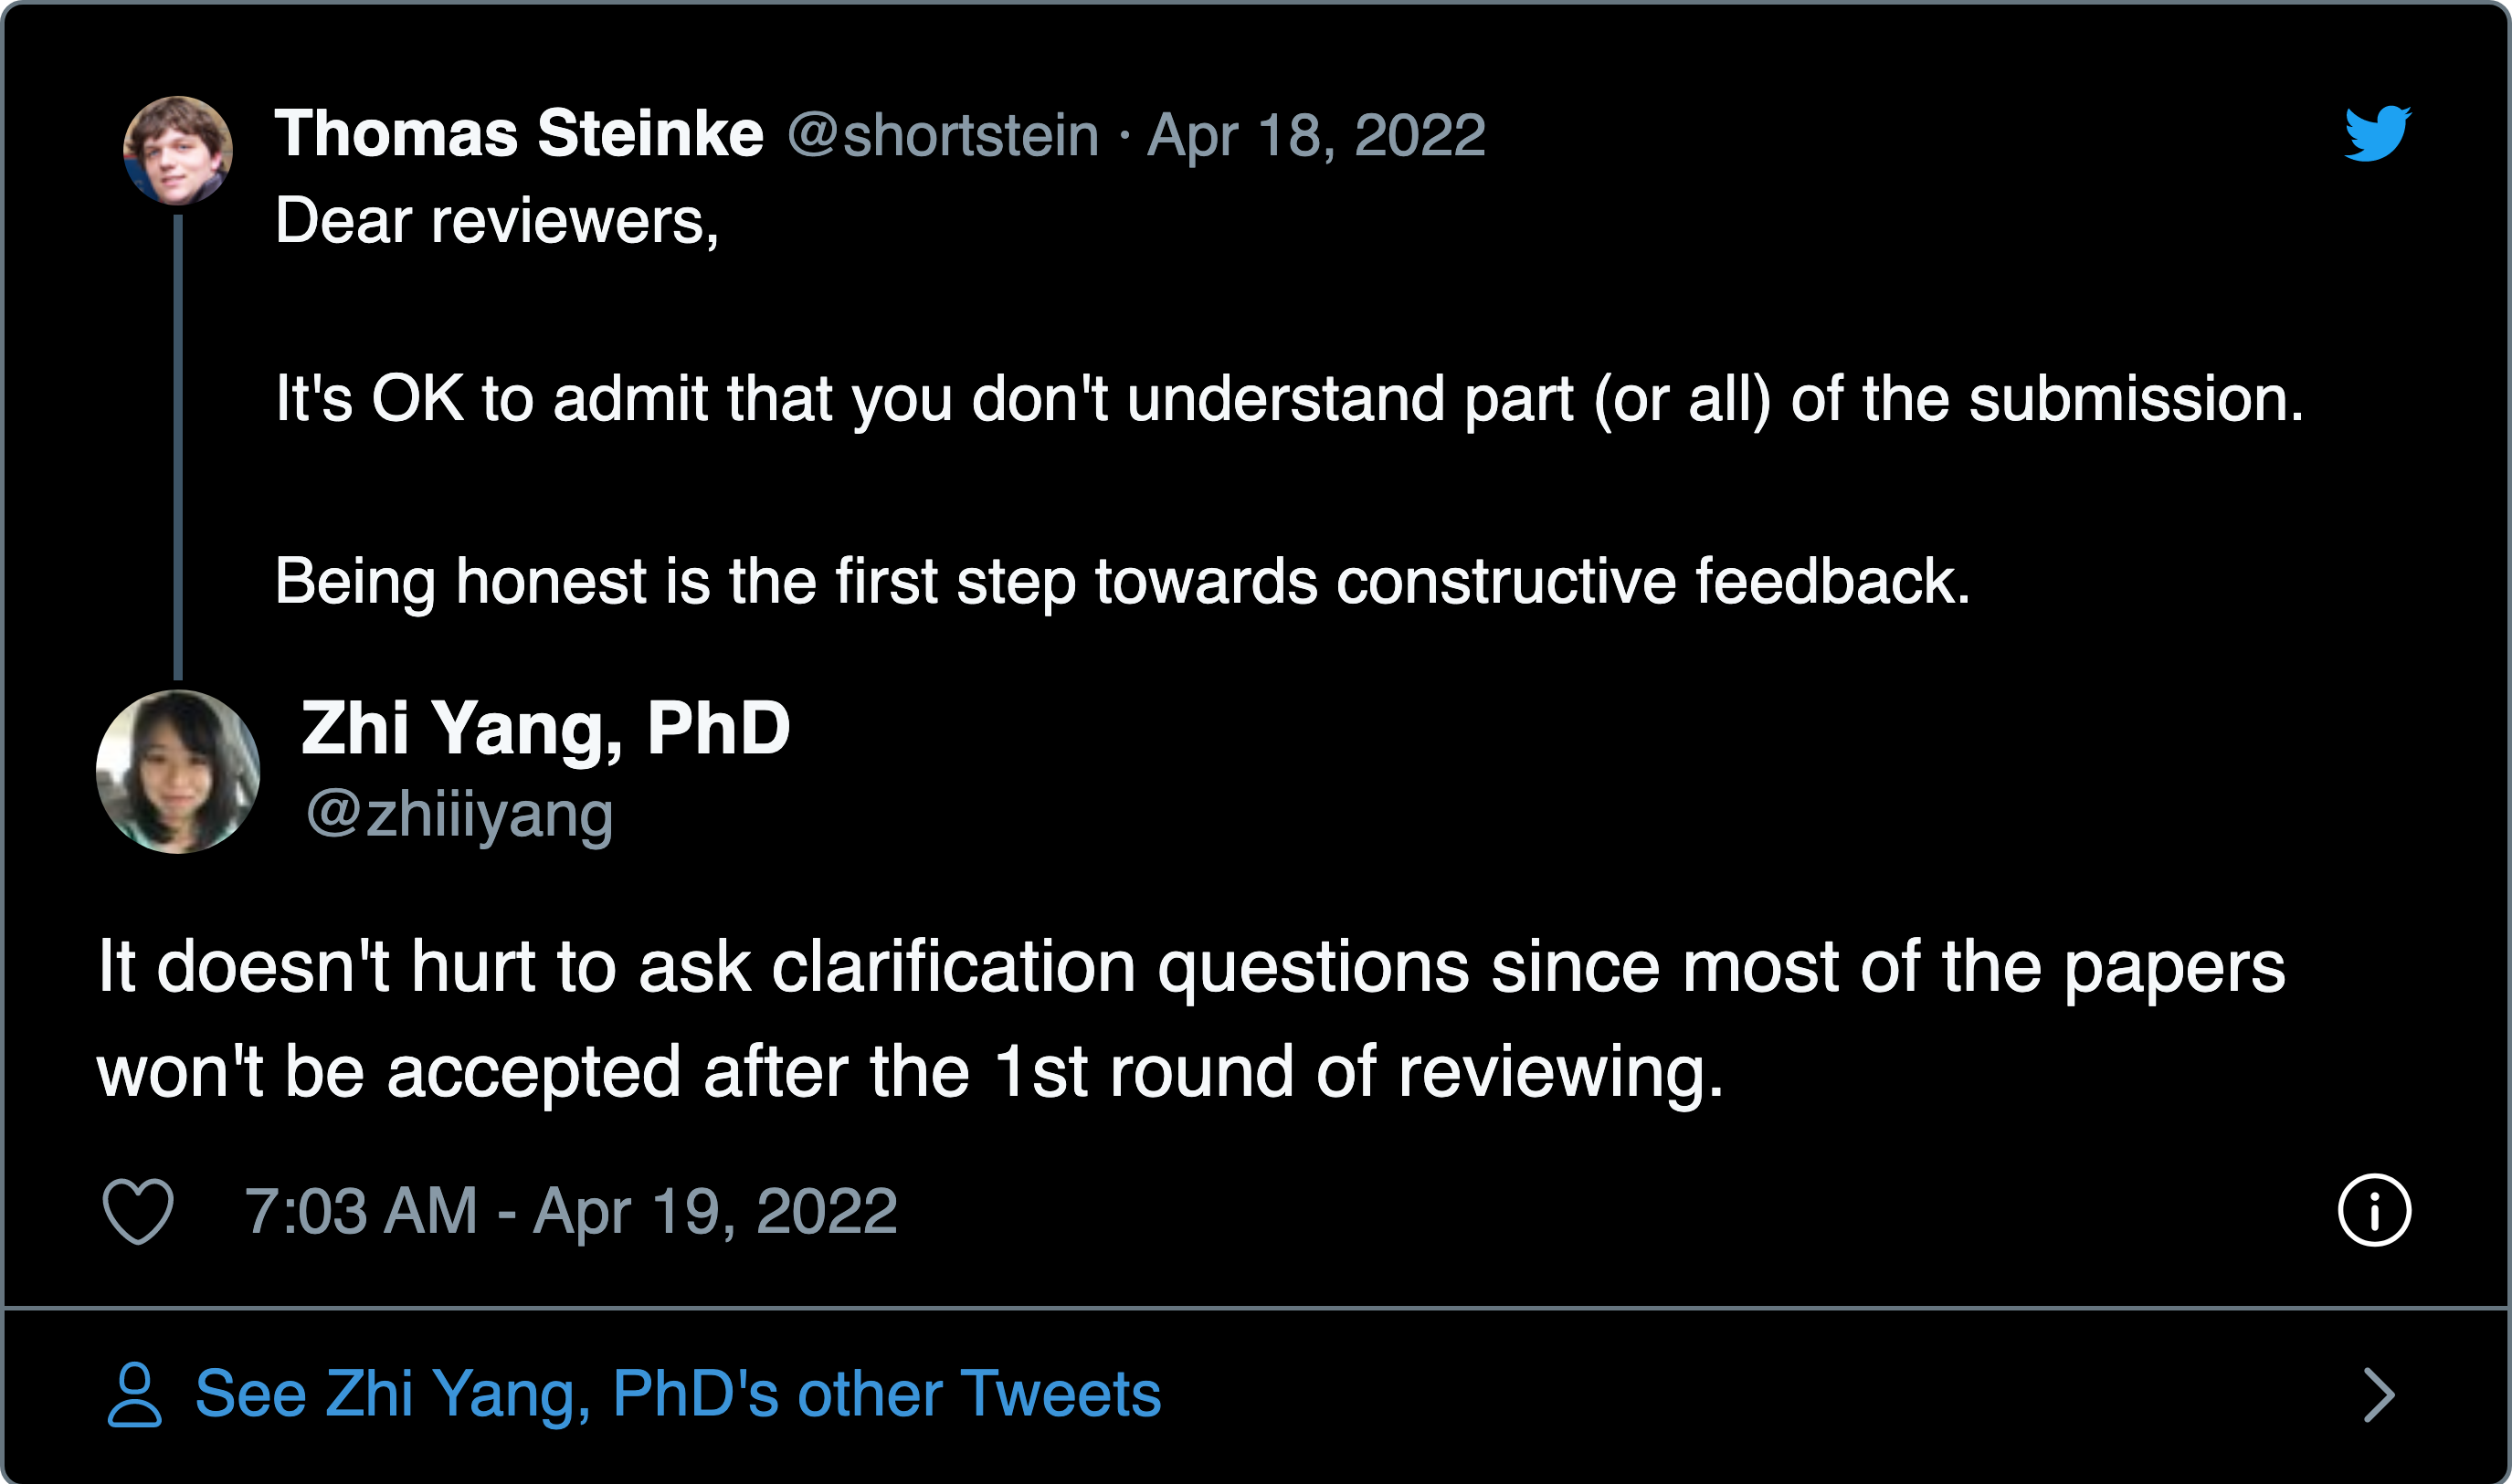 Thomas Steinke @shortstein · Apr 18, 2022
Dear reviewers,
It's OK to admit that you don't understand part (or all) of the submission.
Being honest is the first step towards constructive feedback.
Zhi Yang, PhD
@zhiiiyang
It doesn't hurt to ask clarification questions since most of the papers
won't be accepted after the 1st round of reviewing.
7:03 AM - Apr 19, 2022
See Zhi Yang, PhD's other Tweets